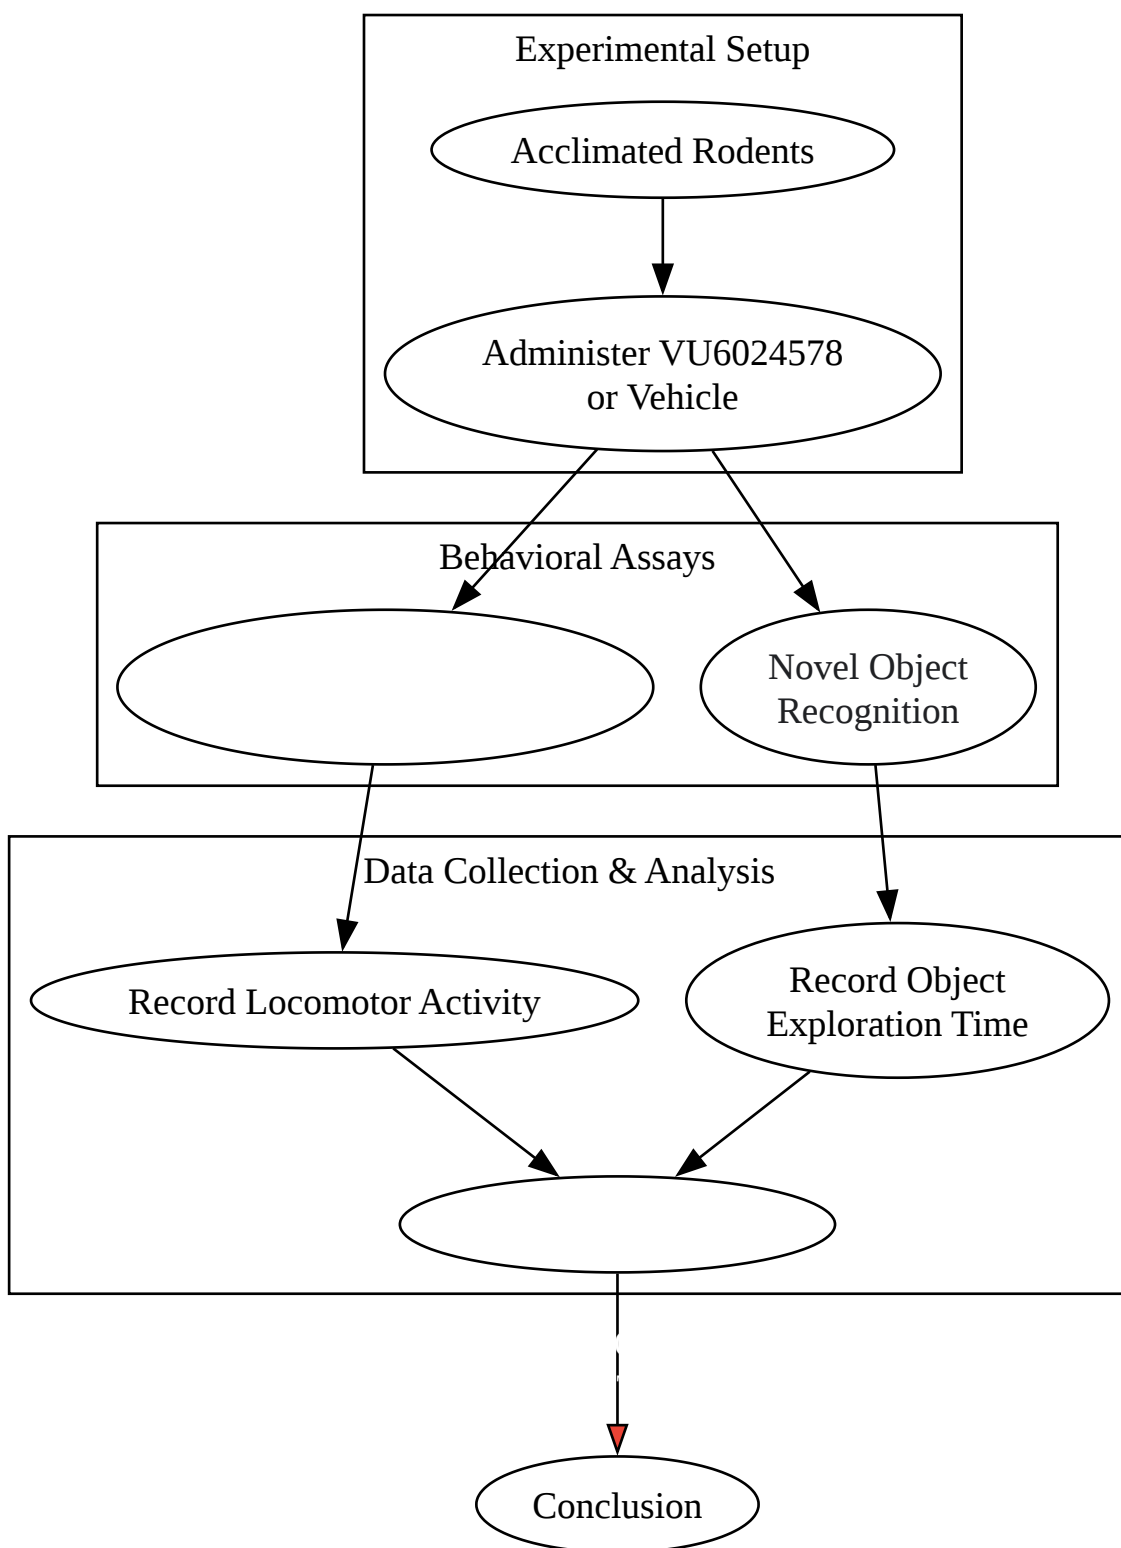 Experimental Setup
Acclimated Rodents
Administer VU6024578
or Vehicle
Behavioral Assays
Novel Object
Recognition
Data Collection & Analysis
Record Locomotor Activity
Record Object
Exploration Time
Conclusion